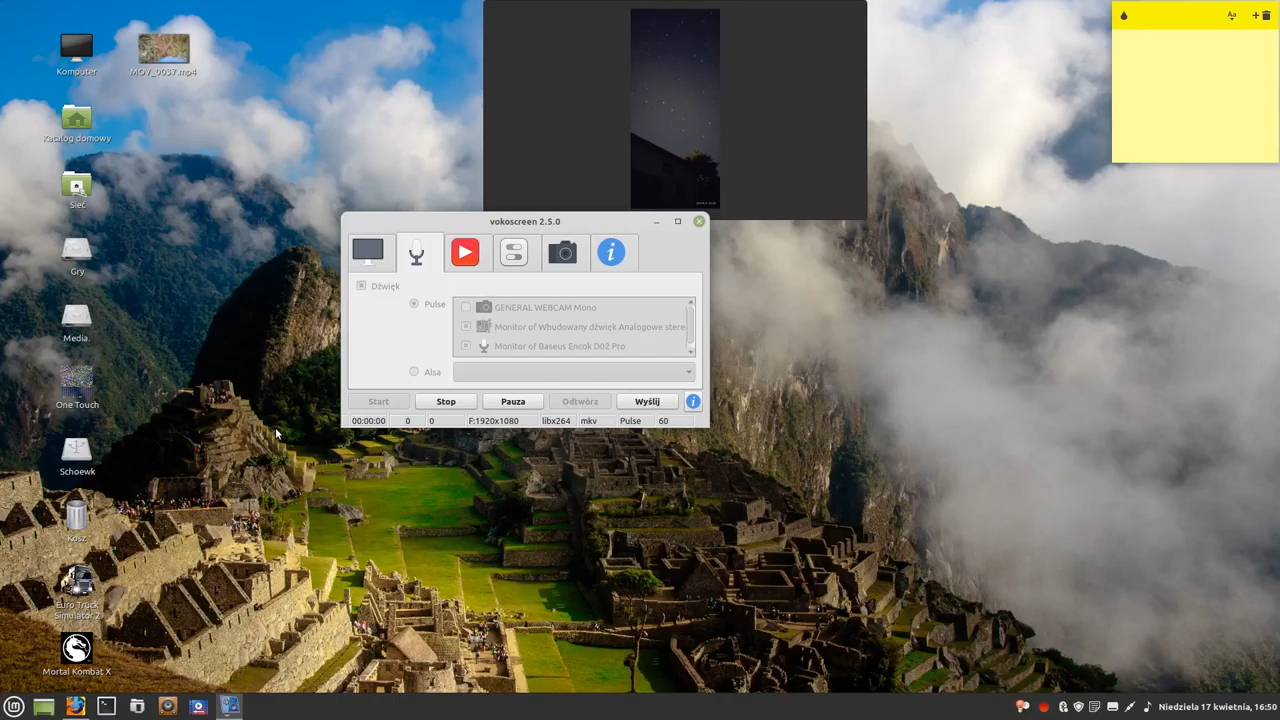 Komputer
MOV_0037.mp4
Katalog domowy
Sieć
Gry
Media.
One Touch
Schoewk
Kosz
Euro Truck
Simulator 2
Mortal Kombat X
Aa
vokoscreen 2.5.0
Dźwięk
Pulse
GENERAL WEBCAM Mono
Monitor of Wbudowany dźwięk Analogowe stere
Monitor of Baseus Encok D02 Pro
Alsa
Start Stop Pauza Odtwórz Wyślij
00:00:00 0 0 F:1920x1080 libx264 mkv Pulse 60
Niedziela 17 kwietnia, 16:50